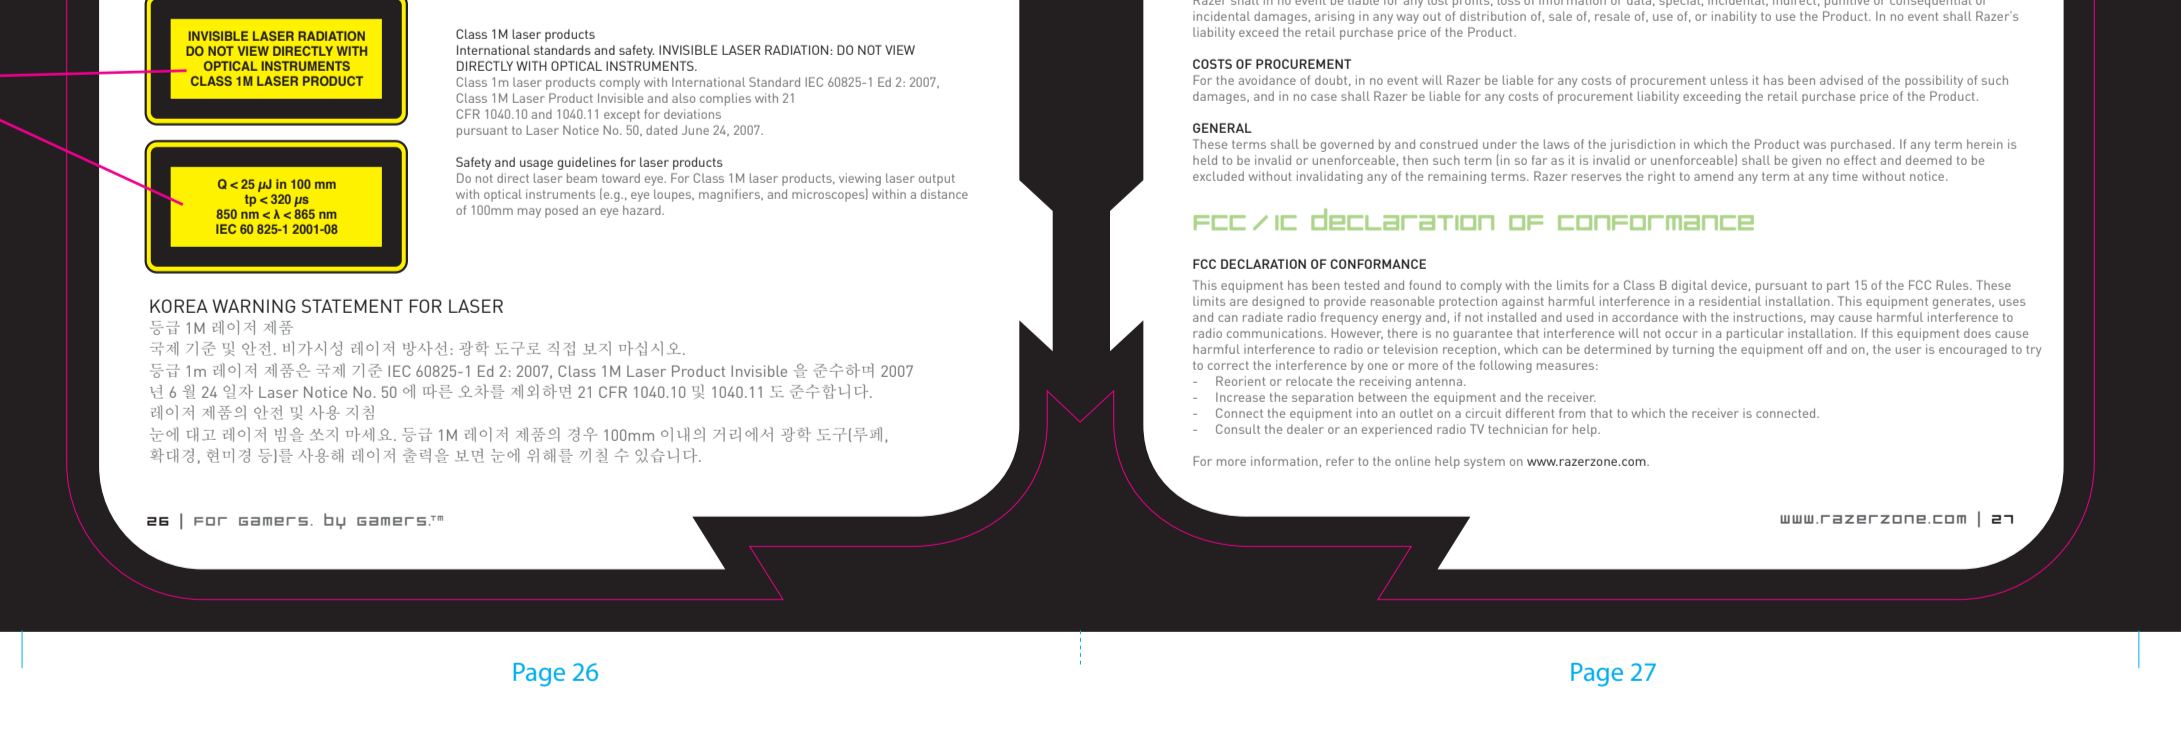 INVISIBLE LASER RADIATION
DO NOT VIEW DIRECTLY WITH
OPTICAL INSTRUMENTS
CLASS 1M LASER PRODUCT
Q < 25 µJ in 100 mm
tp < 320 µs
850 nm < λ < 865 nm
IEC 60 825-1 2001-08
Class 1M laser products
International standards and safety. INVISIBLE LASER RADIATION: DO NOT VIEW
DIRECTLY WITH OPTICAL INSTRUMENTS.
Class 1m laser products comply with International Standard IEC 60825-1 Ed 2: 2007,
Class 1M Laser Product Invisible and also complies with 21
CFR 1040.10 and 1040.11 except for deviations
pursuant to Laser Notice No. 50, dated June 24, 2007.
Safety and usage guidelines for laser products
Do not direct laser beam toward eye. For Class 1M laser products, viewing laser output
with optical instruments (e.g., eye loupes, magnifiers, and microscopes) within a distance
of 100mm may posed an eye hazard.
KOREA WARNING STATEMENT FOR LASER
등급 1M 레이저 제품
국제 기준 및 안전. 비가시성 레이저 방사선: 광학 도구로 직접 보지 마십시오.
등급 1m 레이저 제품은 국제 기준 IEC 60825-1 Ed 2: 2007, Class 1M Laser Product Invisible 을 준수하며 2007
년 6 월 24 일자 Laser Notice No. 50 에 따른 오차를 제외하면 21 CFR 1040.10 및 1040.11 도 준수합니다.
레이저 제품의 안전 및 사용 지침
눈에 대고 레이저 빔을 쏘지 마세요. 등급 1M 레이저 제품의 경우 100mm 이내의 거리에서 광학 도구(루페,
확대경, 현미경 등)를 사용해 레이저 출력을 보면 눈에 위해를 끼칠 수 있습니다.
26 | For Gamers. By Gamers.™
Page 26
Razer shall in no event be liable for any lost profits, loss of information or data, special, incidental, indirect, punitive or consequential or
incidental damages, arising in any way out of distribution of, sale of, resale of, use of, or inability to use the Product. In no event shall Razer's
liability exceed the retail purchase price of the Product.
COSTS OF PROCUREMENT
For the avoidance of doubt, in no event will Razer be liable for any costs of procurement unless it has been advised of the possibility of such
damages, and in no case shall Razer be liable for any costs of procurement liability exceeding the retail purchase price of the Product.
GENERAL
These terms shall be governed by and construed under the laws of the jurisdiction in which the Product was purchased. If any term herein is
held to be invalid or unenforceable, then such term (in so far as it is invalid or unenforceable) shall be given no effect and deemed to be
excluded without invalidating any of the remaining terms. Razer reserves the right to amend any term at any time without notice.
FCC / IC declaration of conformance
FCC DECLARATION OF CONFORMANCE
This equipment has been tested and found to comply with the limits for a Class B digital device, pursuant to part 15 of the FCC Rules. These
limits are designed to provide reasonable protection against harmful interference in a residential installation. This equipment generates, uses
and can radiate radio frequency energy and, if not installed and used in accordance with the instructions, may cause harmful interference to
radio communications. However, there is no guarantee that interference will not occur in a particular installation. If this equipment does cause
harmful interference to radio or television reception, which can be determined by turning the equipment off and on, the user is encouraged to try
to correct the interference by one or more of the following measures:
- Reorient or relocate the receiving antenna.
- Increase the separation between the equipment and the receiver.
- Connect the equipment into an outlet on a circuit different from that to which the receiver is connected.
- Consult the dealer or an experienced radio TV technician for help.
For more information, refer to the online help system on www.razerzone.com.
www.razerzone.com | 27
Page 27